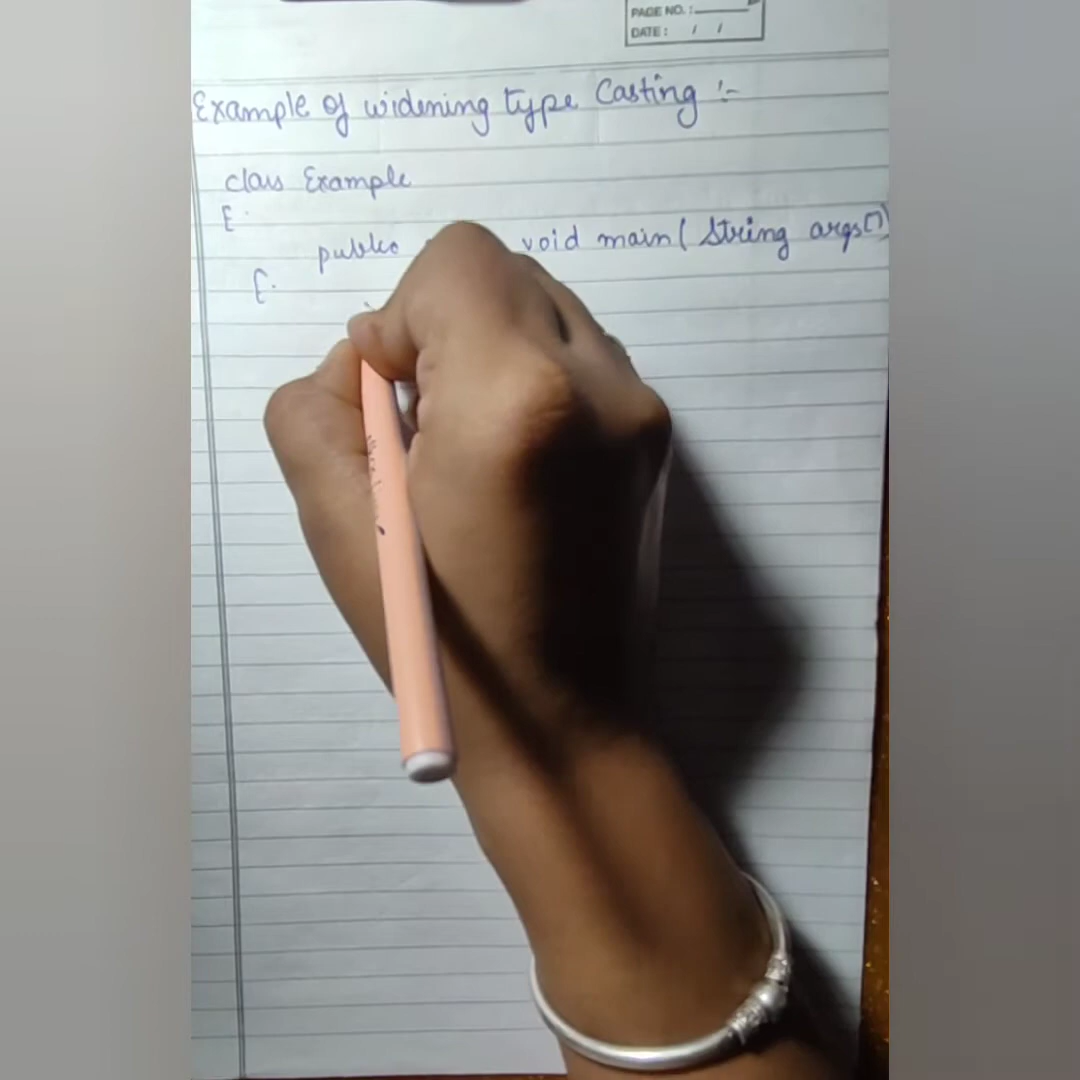 PAGE NO. :
DATE : / /
Example of widening type Casting :-
class Example
{
public void main( String args[])
{